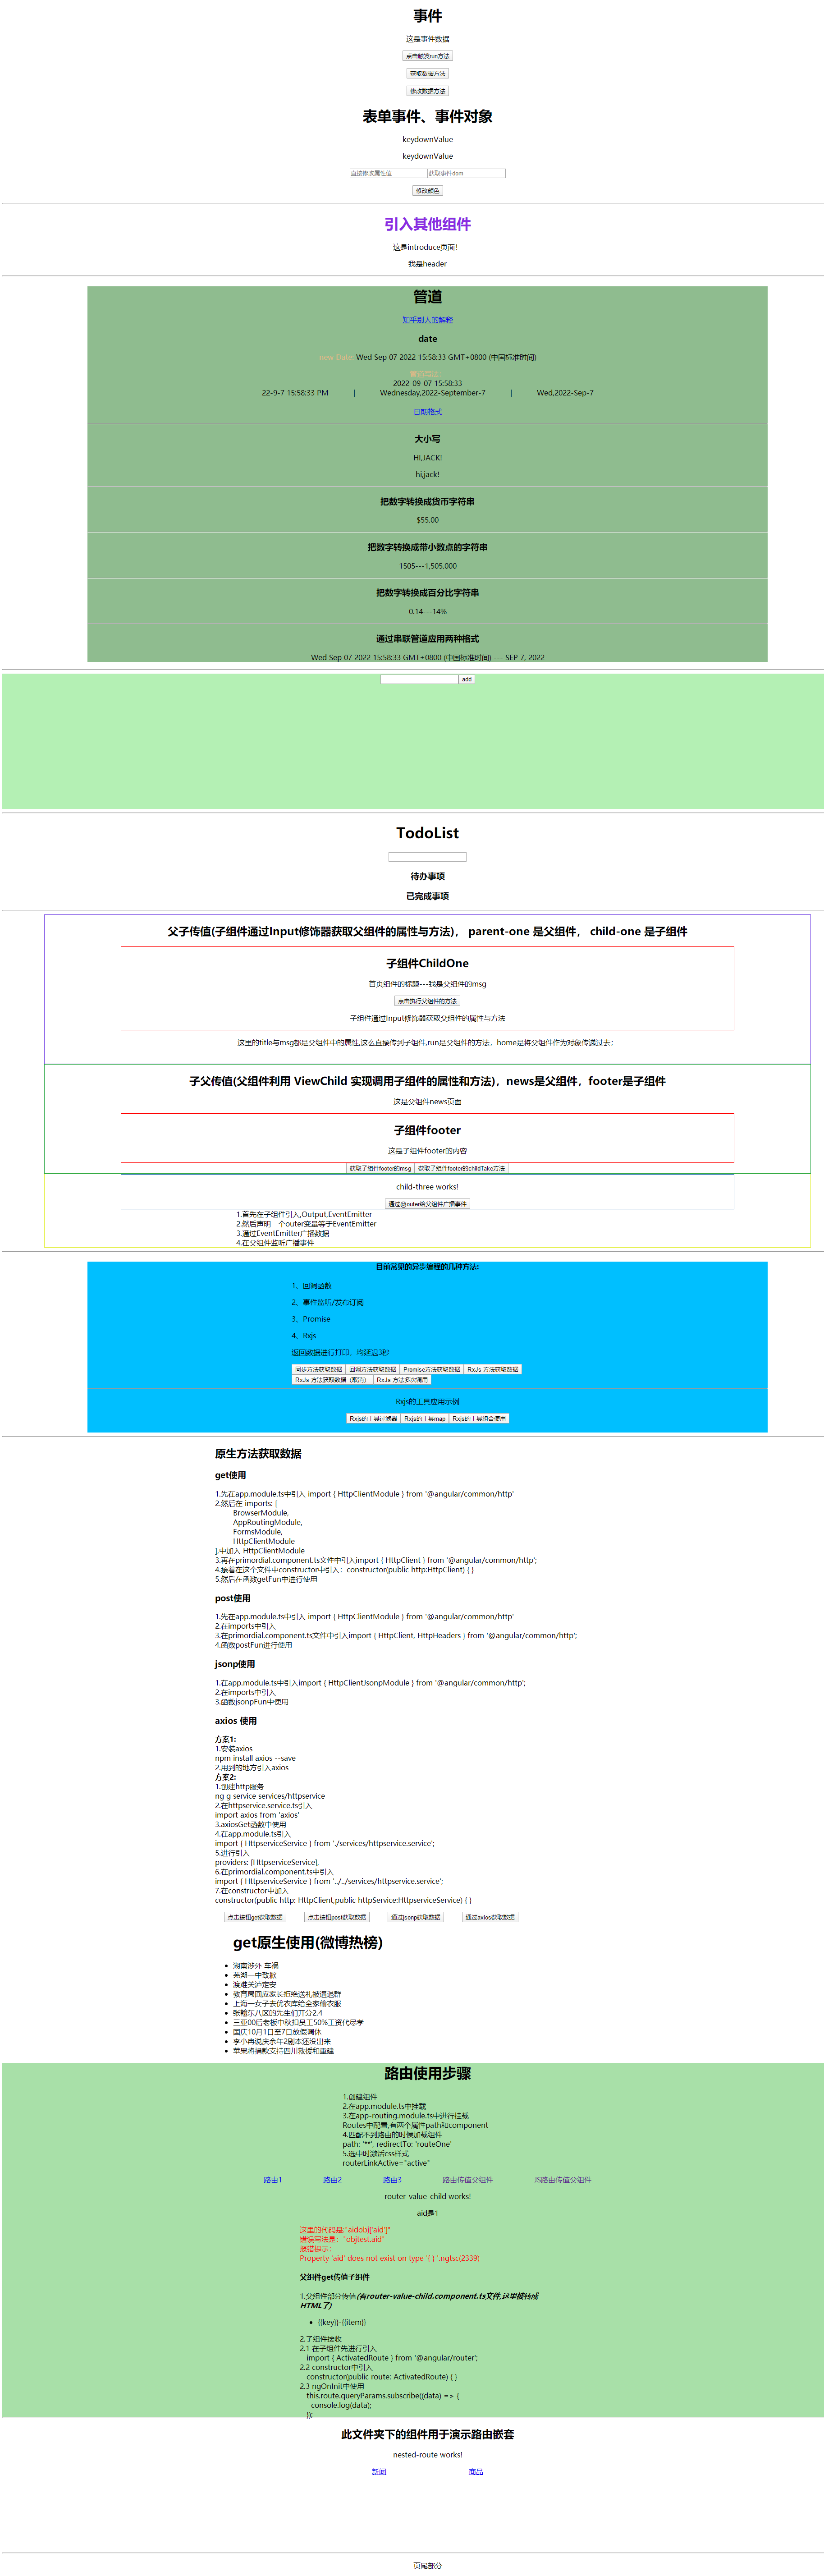 事件
这是事件数据
点击触发run方法
获取数据方法
修改数据方法
表单事件、事件对象
keydownValue
keydownValue
直接修改属性值 获取事件dom
修改颜色
引入其他组件
这是introduce页面！
我是header
管道
知乎别人的解释
date
new Date: Wed Sep 07 2022 15:58:33 GMT+0800 (中国标准时间)
管道写法：
2022-09-07 15:58:33
22-9-7 15:58:33 PM | Wednesday,2022-September-7 | Wed,2022-Sep-7
日期格式
大小写
HI,JACK!
hi,jack!
把数字转换成货币字符串
$55.00
把数字转换成带小数点的字符串
1505---1,505.000
把数字转换成百分比字符串
0.14---14%
通过串联管道应用两种格式
Wed Sep 07 2022 15:58:33 GMT+0800 (中国标准时间) --- SEP 7, 2022
add
TodoList
待办事项
已完成事项
父子传值(子组件通过Input修饰器获取父组件的属性与方法)， parent-one 是父组件， child-one 是子组件
子组件ChildOne
首页组件的标题---我是父组件的msg
点击执行父组件的方法
子组件通过Input修饰器获取父组件的属性与方法
这里的title与msg都是父组件中的属性,这么直接传到子组件,run是父组件的方法，home是将父组件作为对象传递过去；
子父传值(父组件利用 ViewChild 实现调用子组件的属性和方法)，news是父组件，footer是子组件
这是父组件news页面
子组件footer
这是子组件footer的内容
获取子组件footer的msg 获取子组件footer的childTake方法
child-three works!
通过@outer给父组件广播事件
1.首先在子组件引入,Output,EventEmitter
2.然后声明一个outer变量等于EventEmitter
3.通过EventEmitter广播数据
4.在父组件监听广播事件
目前常见的异步编程的几种方法:
1、回调函数
2、事件监听/发布订阅
3、Promise
4、Rxjs
返回数据进行打印，均延迟3秒
同步方法获取数据 回调方法获取数据 Promise方法获取数据 RxJs 方法获取数据
RxJs 方法获取数据（取消） RxJs 方法多次调用
Rxjs的工具应用示例
Rxjs的工具过滤器 Rxjs的工具map Rxjs的工具组合使用
原生方法获取数据
get使用
1.先在app.module.ts中引入 import { HttpClientModule } from '@angular/common/http'
2.然后在 imports: [
BrowserModule,
AppRoutingModule,
FormsModule,
HttpClientModule
],中加入 HttpClientModule
3.再在primordial.component.ts文件中引入import { HttpClient } from '@angular/common/http';
4.接着在这个文件中constructor中引入：constructor(public http:HttpClient) { }
5.然后在函数getFun中进行使用
post使用
1.先在app.module.ts中引入 import { HttpClientModule } from '@angular/common/http'
2.在imports中引入
3.在primordial.component.ts文件中引入import { HttpClient, HttpHeaders } from '@angular/common/http';
4.函数postFun进行使用
jsonp使用
1.在app.module.ts中引入import { HttpClientJsonpModule } from '@angular/common/http';
2.在imports中引入
3.函数jsonpFun中使用
axios 使用
方案1:
1.安装axios
npm install axios --save
2.用到的地方引入axios
方案2:
1.创建http服务
ng g service services/httpservice
2.在httpservice.service.ts引入
import axios from 'axios'
3.axiosGet函数中使用
4.在app.module.ts引入
import { HttpserviceService } from './services/httpservice.service';
5.进行引入
providers: [HttpserviceService],
6.在primordial.component.ts中引入
import { HttpserviceService } from '../../services/httpservice.service';
7.在constructor中加入
constructor(public http: HttpClient,public httpService:HttpserviceService) { }
点击按钮get获取数据 点击按钮post获取数据 通过jsonp获取数据 通过axios获取数据
get原生使用(微博热榜)
湖南涉外 车祸
芜湖一中致歉
渡难关泸定安
教育局回应家长拒绝送礼被逼退群
上海一女子去优衣库给全家偷衣服
张翰东八区的先生们开分2.4
三亚00后老板中秋扣员工50%工资代尽孝
国庆10月1日至7日放假调休
李小冉说庆余年2剧本还没出来
苹果将捐款支持四川救援和重建
路由使用步骤
1.创建组件
2.在app.module.ts中挂载
3.在app-routing.module.ts中进行挂载
Routes中配置,有两个属性path和component
4.匹配不到路由的时候加载组件
path: '**', redirectTo: 'routeOne'
5.选中时激活css样式
routerLinkActive="active"
路由1 路由2 路由3 路由传值父组件 JS路由传值父组件
router-value-child works!
aid是1
这里的代码是:"aidobj['aid']"
错误写法是："objtest.aid"
报错提示：
Property 'aid' does not exist on type '{ } '.ngtsc(2339)
父组件get传值子组件
1.父组件部分传值(看router-value-child.component.ts文件,这里被转成
HTML了)
{{key}}-{{item}}
2.子组件接收
2.1 在子组件先进行引入
import { ActivatedRoute } from '@angular/router';
2.2 constructor中引入
constructor(public route: ActivatedRoute) { }
2.3 ngOnInit中使用
this.route.queryParams.subscribe((data) => {
console.log(data);
});
此文件夹下的组件用于演示路由嵌套
nested-route works!
新闻 商品
页尾部分